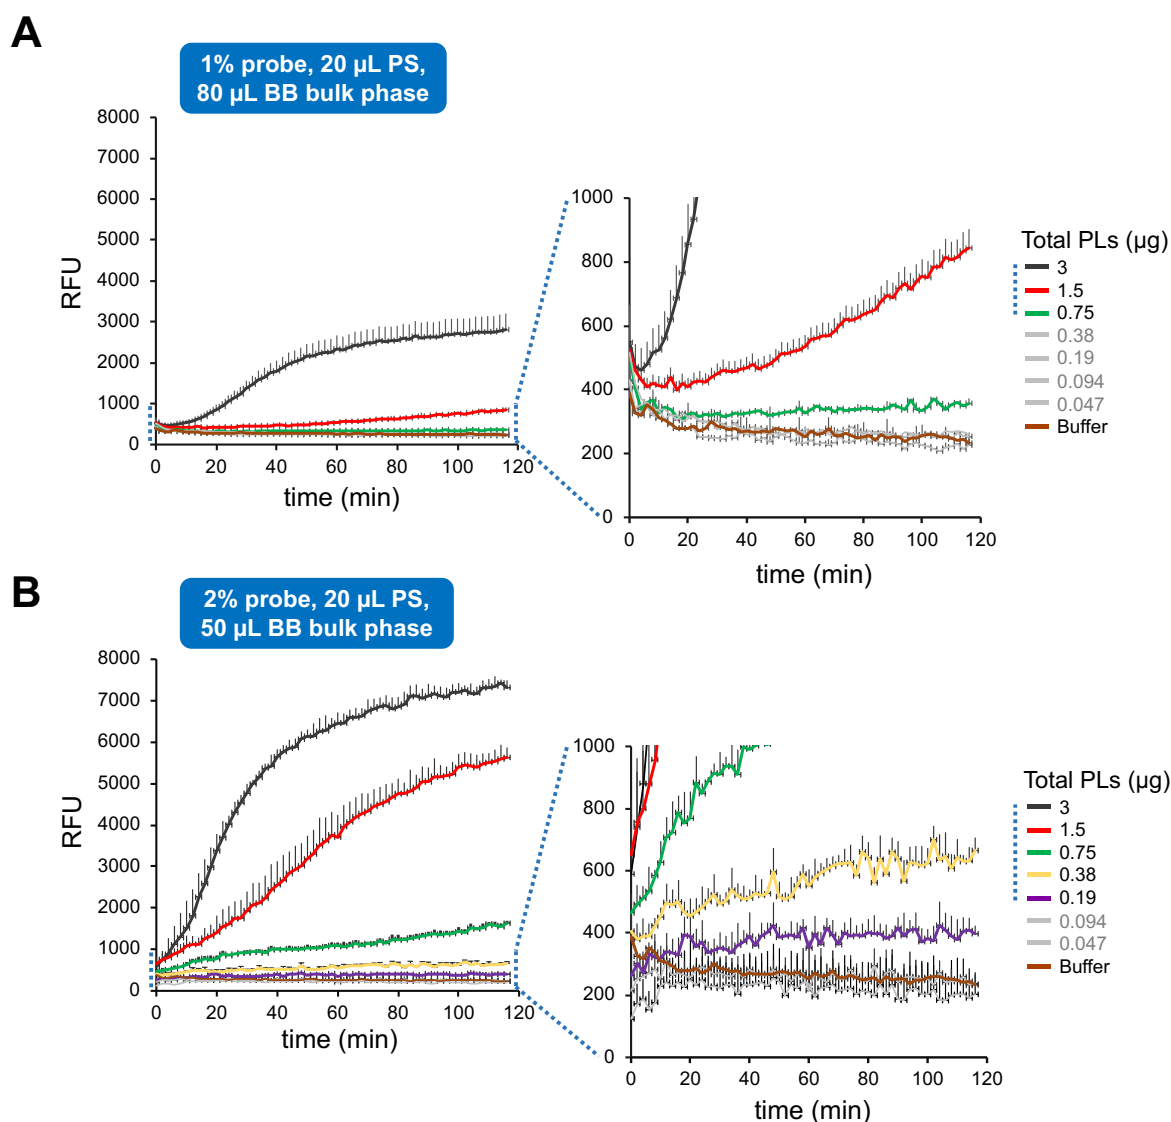 A
1% probe, 20 µL PS,
80 µL BB bulk phase
8000
7000
6000
5000
4000
3000
2000
1000
0
RFU
0 20 40 60 80 100 120
time (min)
1000
800
600
400
200
0
0 20 40 60 80 100 120
time (min)
Total PLs (µg)
3
1.5
0.75
0.38
0.19
0.094
0.047
Buffer
B
2% probe, 20 µL PS,
50 µL BB bulk phase
8000
7000
6000
5000
4000
3000
2000
1000
0
RFU
0 20 40 60 80 100 120
time (min)
1000
800
600
400
200
0
0 20 40 60 80 100 120
time (min)
Total PLs (µg)
3
1.5
0.75
0.38
0.19
0.094
0.047
Buffer